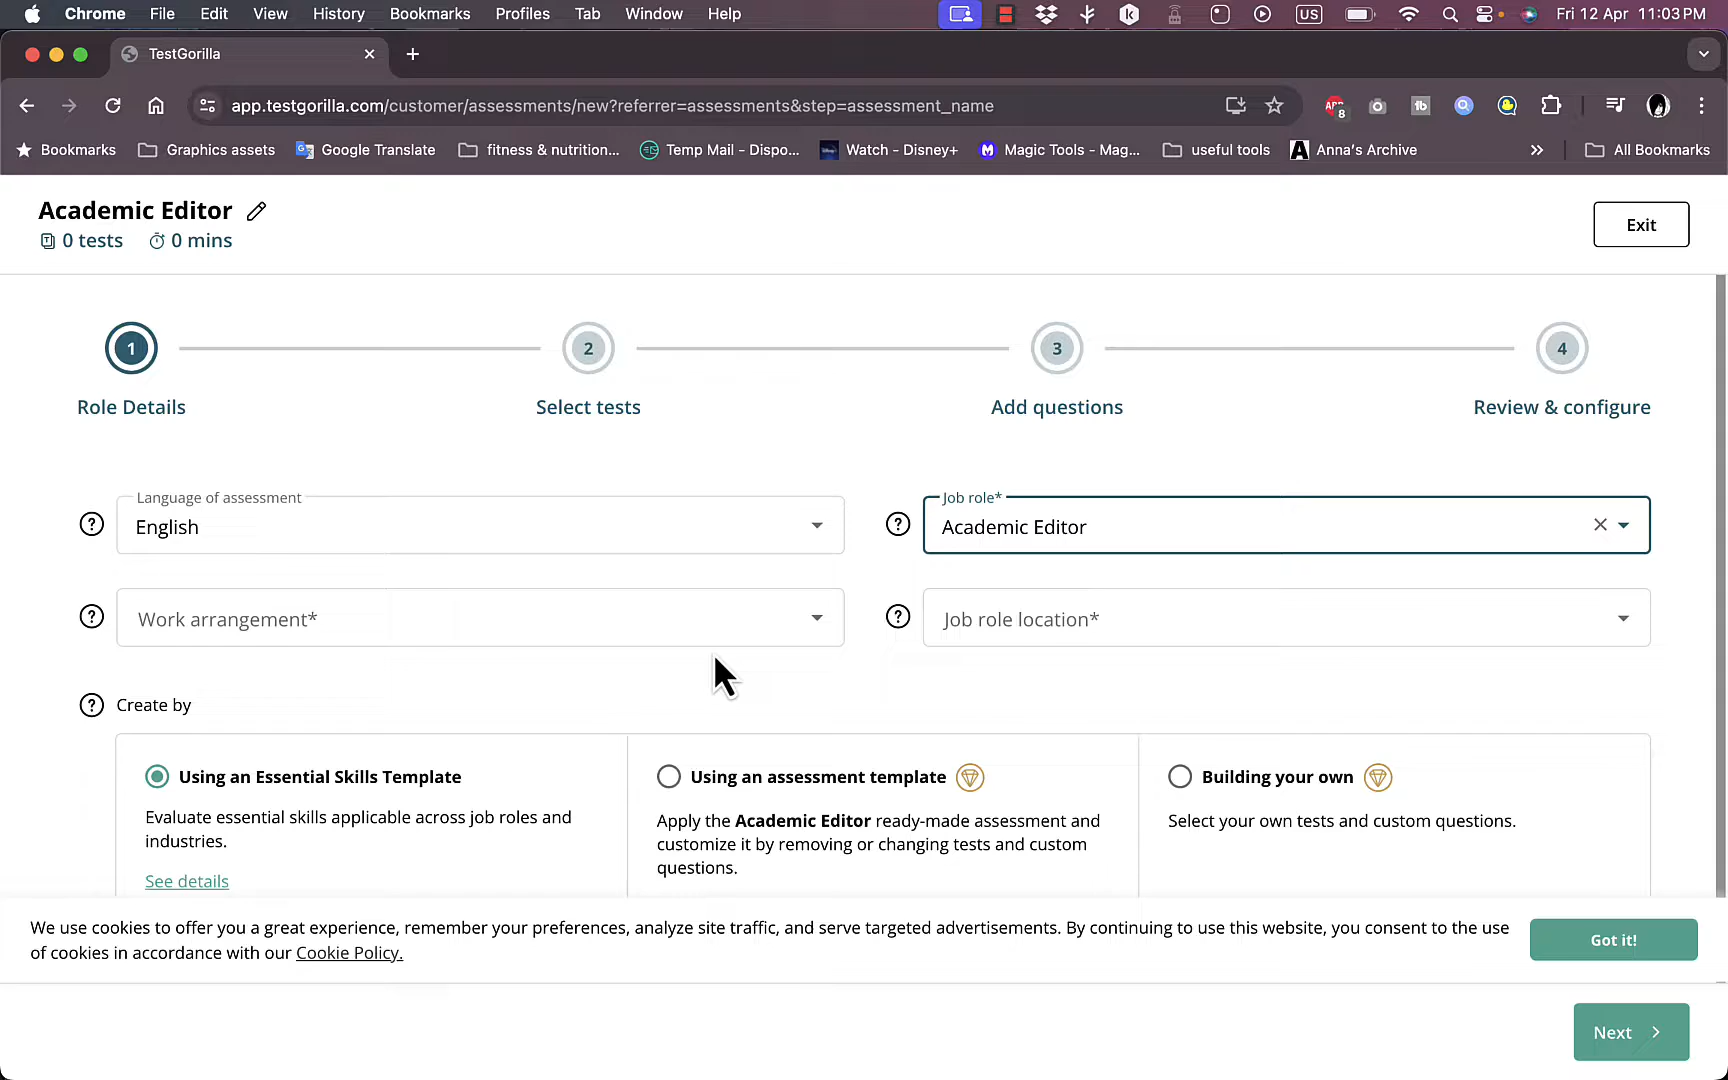 Chrome File Edit View History Bookmarks Profiles Tab Window Help US Fri 12 Apr 11:03 PM
TestGorilla
app.testgorilla.com/customer/assessments/new?referrer=assessments&step=assessment_name
ABP 8 tb
Bookmarks Graphics assets Google Translate fitness & nutrition... Temp Mail - Dispo... Watch - Disney+ Magic Tools - Mag... useful tools Anna's Archive All Bookmarks
Academic Editor
0 tests 0 mins
Exit
1 2 3 4
Role Details Select tests Add questions Review & configure
Language of assessment
English
Job role*
Academic Editor
Work arrangement*
Job role location*
Create by
Using an Essential Skills Template
Evaluate essential skills applicable across job roles and
industries.
See details
Using an assessment template
Apply the Academic Editor ready-made assessment and
customize it by removing or changing tests and custom
questions.
Building your own
Select your own tests and custom questions.
We use cookies to offer you a great experience, remember your preferences, analyze site traffic, and serve targeted advertisements. By continuing to use this website, you consent to the use
of cookies in accordance with our Cookie Policy.
Got it!
Next